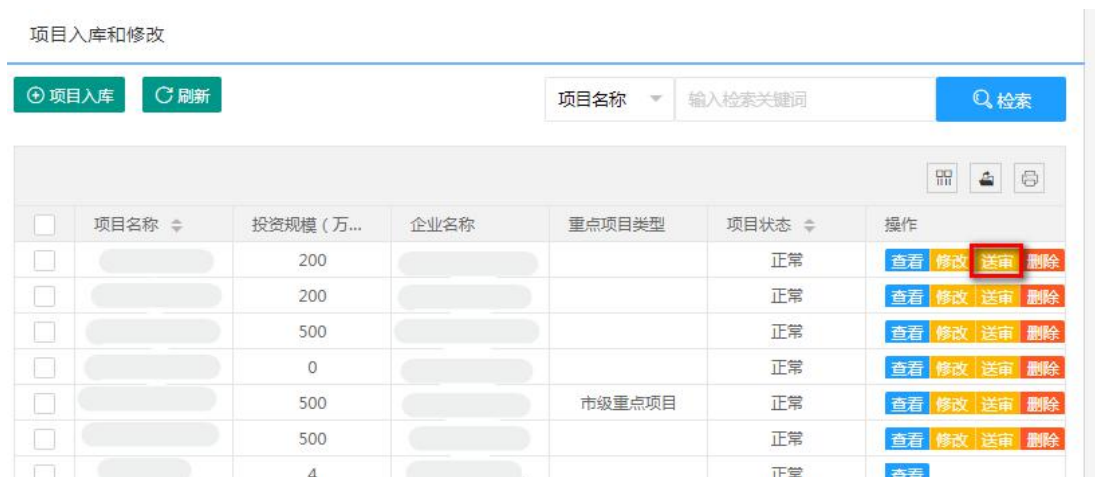 项目入库和修改
项目入库 刷新 项目名称 输入检索关键词 检索
项目名称 投资规模（万... 企业名称 重点项目类型 项目状态 操作
200 正常 查看 修改 送审 删除
200 正常 查看 修改 送审 删除
500 正常 查看 修改 送审 删除
0 正常 查看 修改 送审 删除
500 市级重点项目 正常 查看 修改 送审 删除
500 正常 查看 修改 送审 删除
4 正常 查看